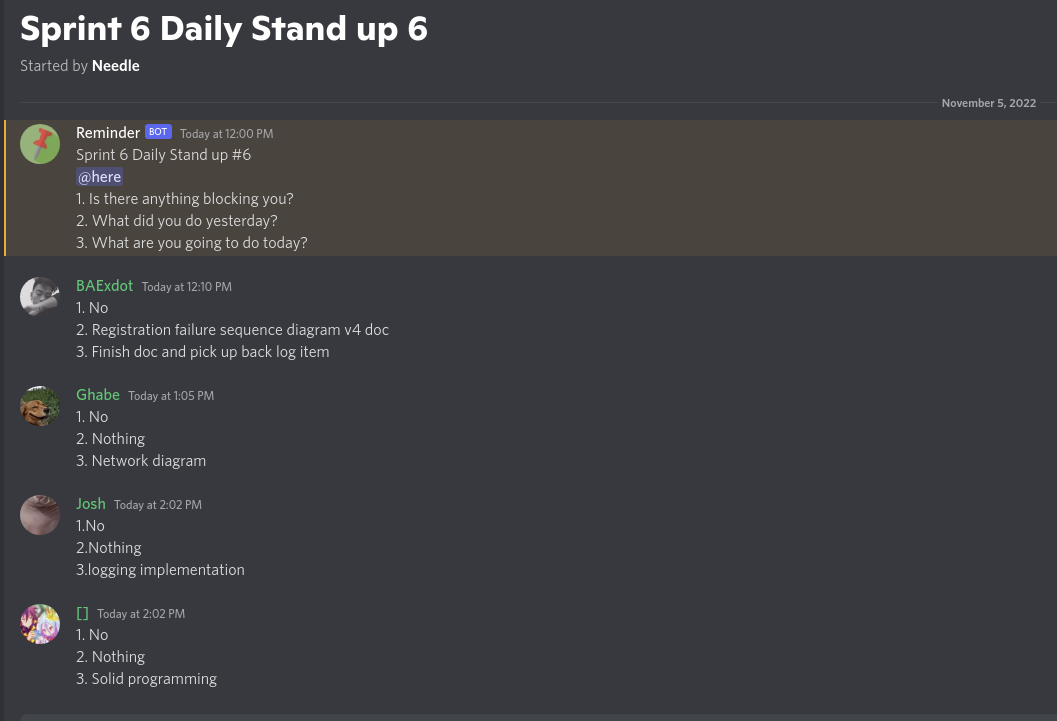 Sprint 6 Daily Stand up 6
Started by Needle
November 5, 2022
Reminder BOT Today at 12:00 PM
Sprint 6 Daily Stand up #6
@here
1. Is there anything blocking you?
2. What did you do yesterday?
3. What are you going to do today?
BAExdot Today at 12:10 PM
1. No
2. Registration failure sequence diagram v4 doc
3. Finish doc and pick up back log item
Ghabe Today at 1:05 PM
1. No
2. Nothing
3. Network diagram
Josh Today at 2:02 PM
1.No
2.Nothing
3.logging implementation
[] Today at 2:02 PM
1. No
2. Nothing
3. Solid programming